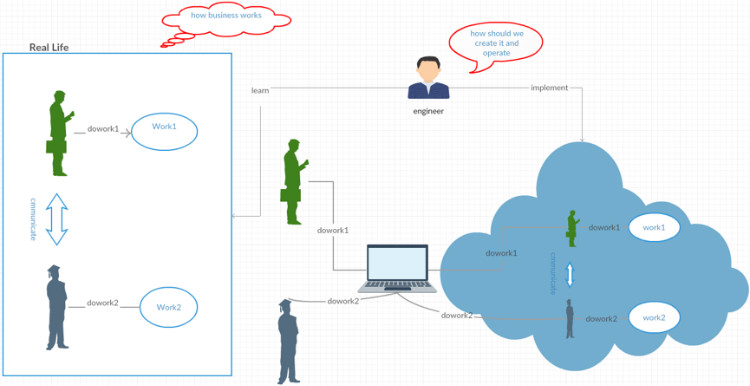 how business works
how should we
create it and
operate
Real Life
learn
implement
engineer
dowork1
Work1
cmmunicate
dowork2
Work2
dowork1
dowork2
dowork1
dowork2
dowork1
work1
communicate
dowork2
work2